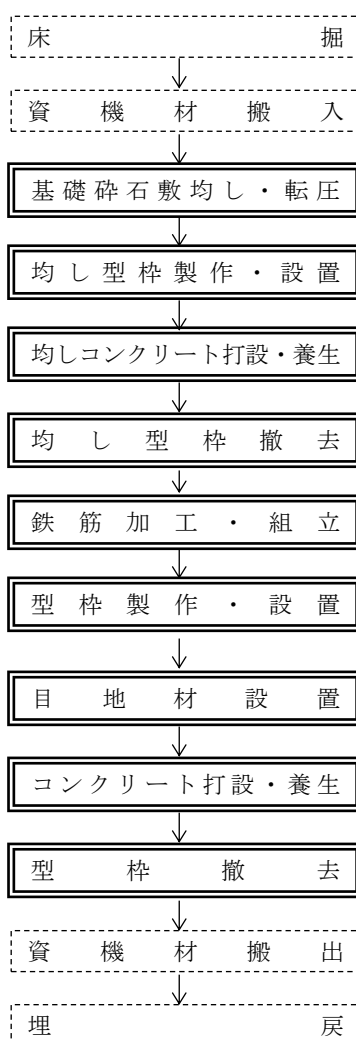 床掘
資機材搬入
基礎砕石敷均し・転圧
均し型枠製作・設置
均しコンクリート打設・養生
均し型枠撤去
鉄筋加工・組立
型枠製作・設置
目地材設置
コンクリート打設・養生
型枠撤去
資機材搬出
埋戻